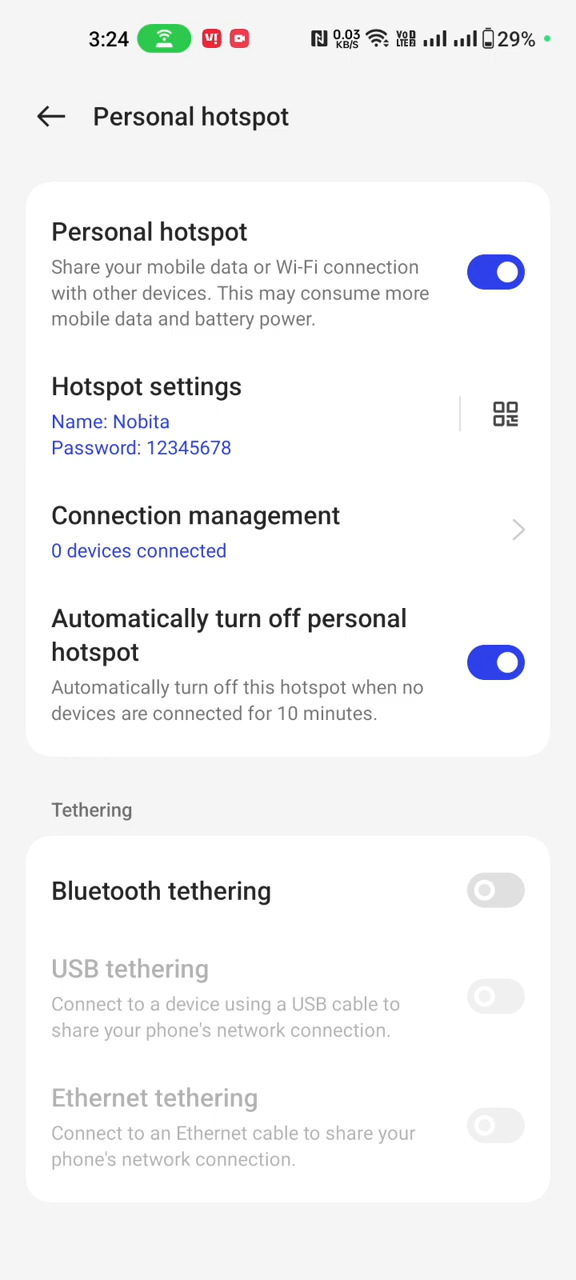 3:24 V! N 0.03 KB/S VoD LTE2 29%
Personal hotspot
Personal hotspot
Share your mobile data or Wi-Fi connection
with other devices. This may consume more
mobile data and battery power.
Hotspot settings
Name: Nobita
Password: 12345678
Connection management
0 devices connected
Automatically turn off personal
hotspot
Automatically turn off this hotspot when no
devices are connected for 10 minutes.
Tethering
Bluetooth tethering
USB tethering
Connect to a device using a USB cable to
share your phone's network connection.
Ethernet tethering
Connect to an Ethernet cable to share your
phone's network connection.